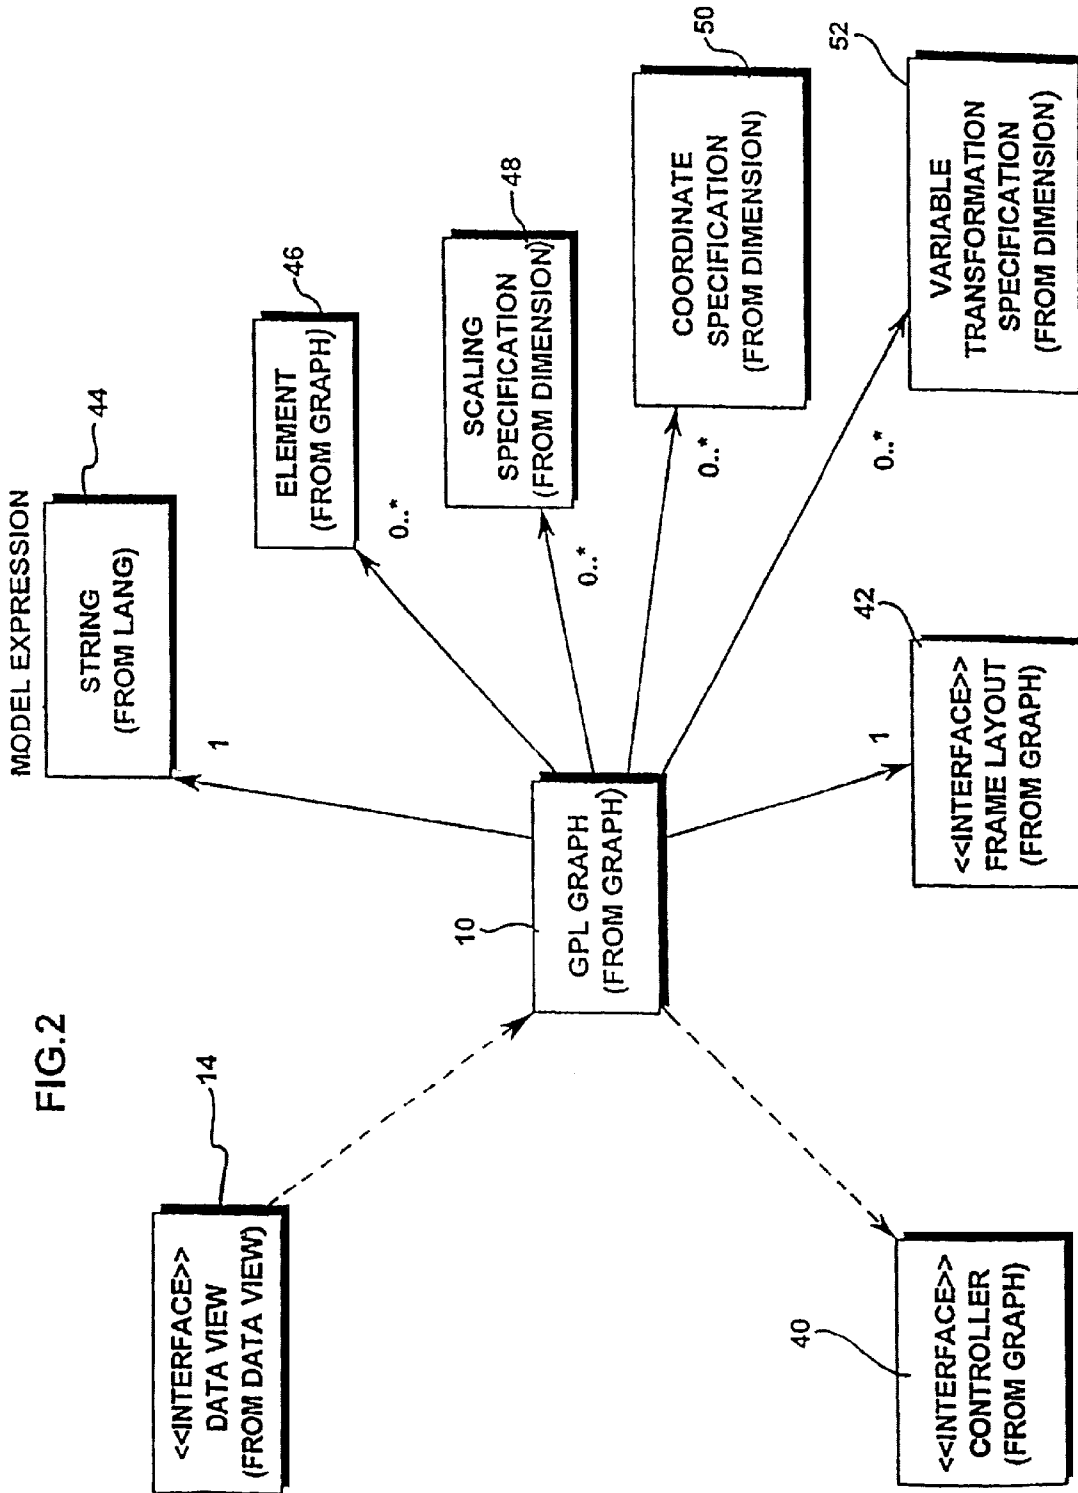 FIG.2
<<INTERFACE>>
DATA VIEW
(FROM DATA VIEW)
14
MODEL EXPRESSION
STRING
(FROM LANG)
44
1
ELEMENT
(FROM GRAPH)
46
0..*
SCALING
SPECIFICATION
(FROM DIMENSION)
48
0..*
GPL GRAPH
(FROM GRAPH)
10
COORDINATE
SPECIFICATION
(FROM DIMENSION)
50
0..*
<<INTERFACE>>
CONTROLLER
(FROM GRAPH)
40
<<INTERFACE>>
FRAME LAYOUT
(FROM GRAPH)
42
1
VARIABLE
TRANSFORMATION
SPECIFICATION
(FROM DIMENSION)
52
0..*